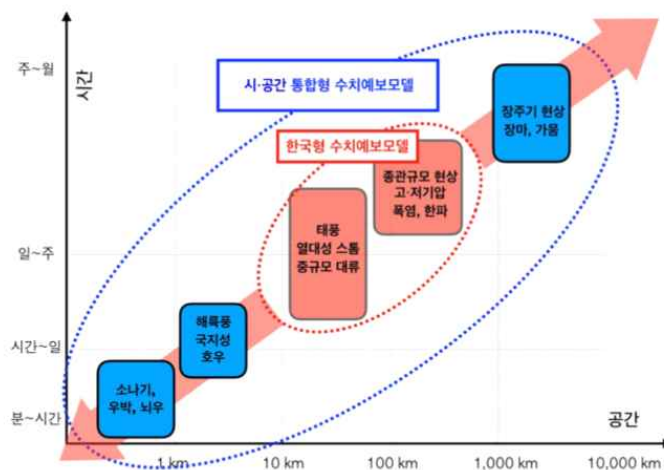 시간
주~월
일~주
시간~일
분~시간
시·공간 통합형 수치예보모델
한국형 수치예보모델
장주기 현상
장마, 가뭄
종관규모 현상
고·저기압
폭염, 한파
태풍
열대성 스톰
중규모 대류
해륙풍
국지성
호우
소나기,
우박, 뇌우
공간
1 km
10 km
100 km
1,000 km
10,000 km